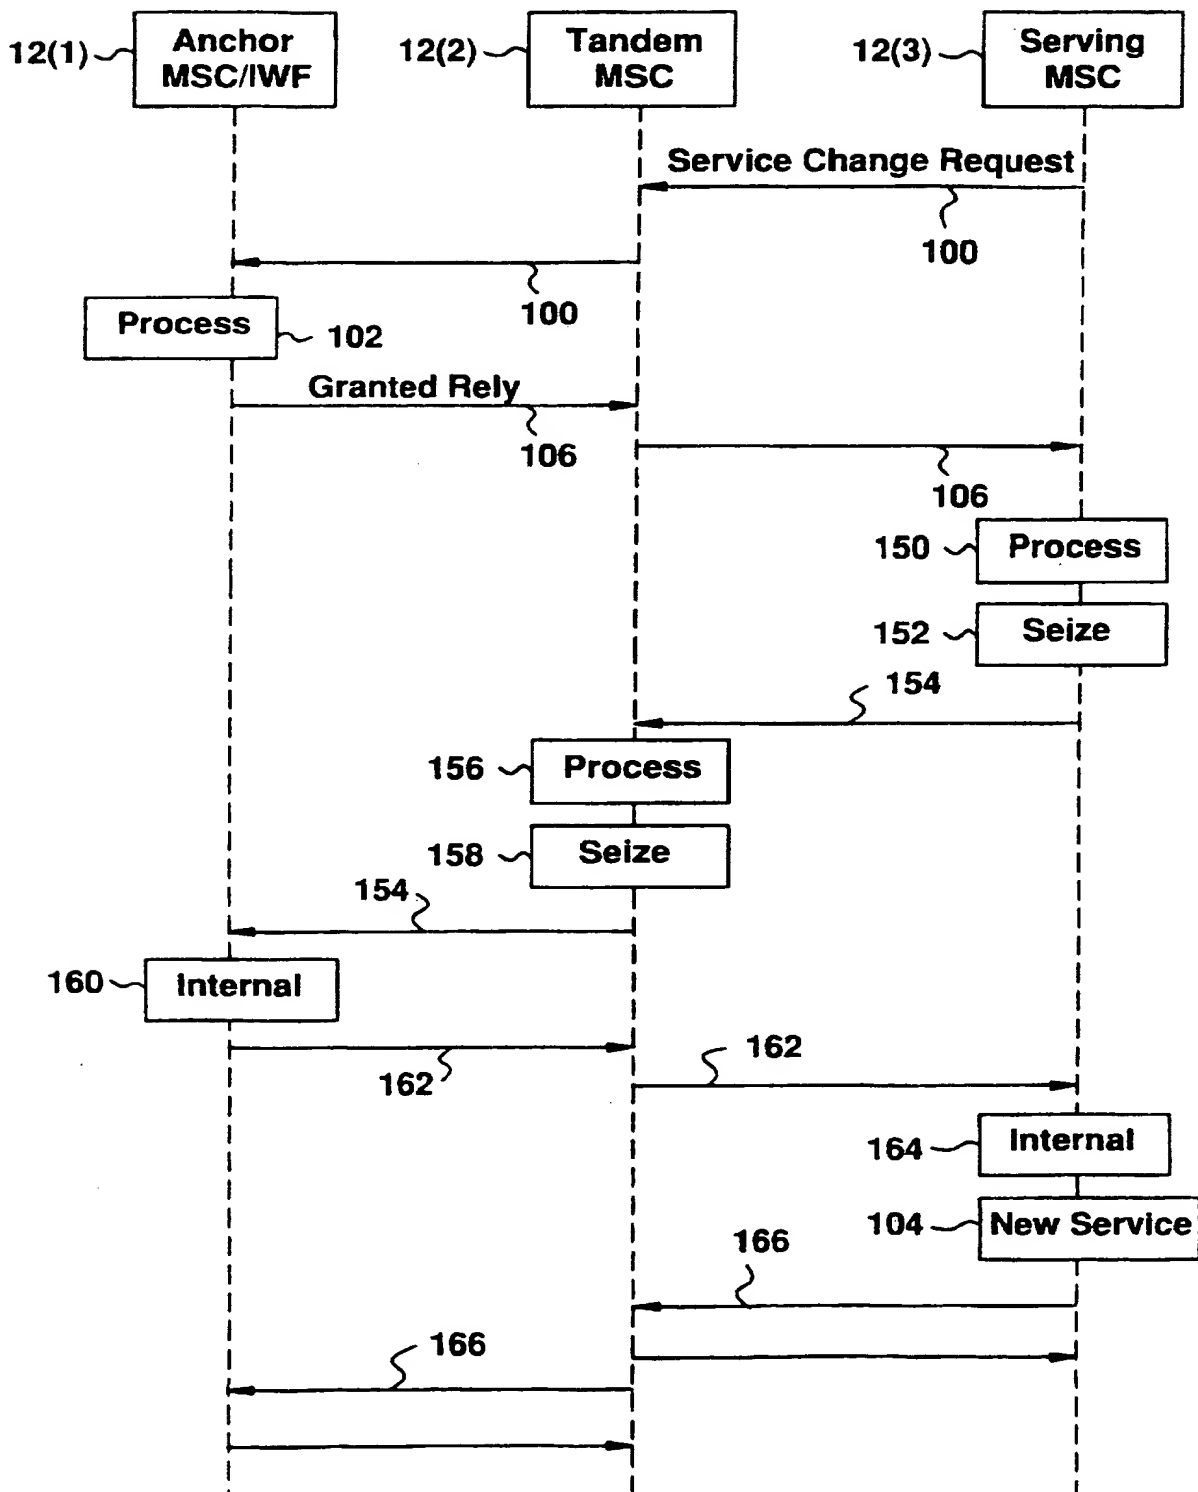 12(1)
Anchor
MSC/IWF
12(2)
Tandem
MSC
12(3)
Serving
MSC
Service Change Request
100
100
Process
102
Granted Rely
106
106
150
Process
152
Seize
154
156
Process
158
Seize
154
160
Internal
162
162
164
Internal
104
New Service
166
166